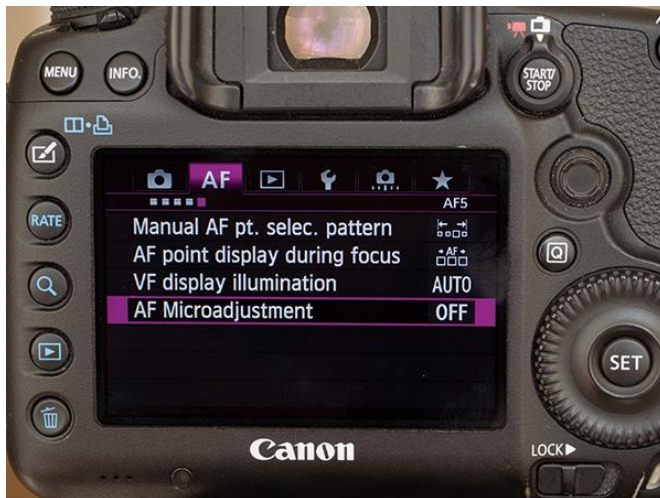 MENU
INFO.
START/
STOP
RATE
AF
AF5
Manual AF pt. selec. pattern
AF point display during focus
AF
VF display illumination AUTO
AF Microadjustment OFF
Q
SET
Canon
LOCK